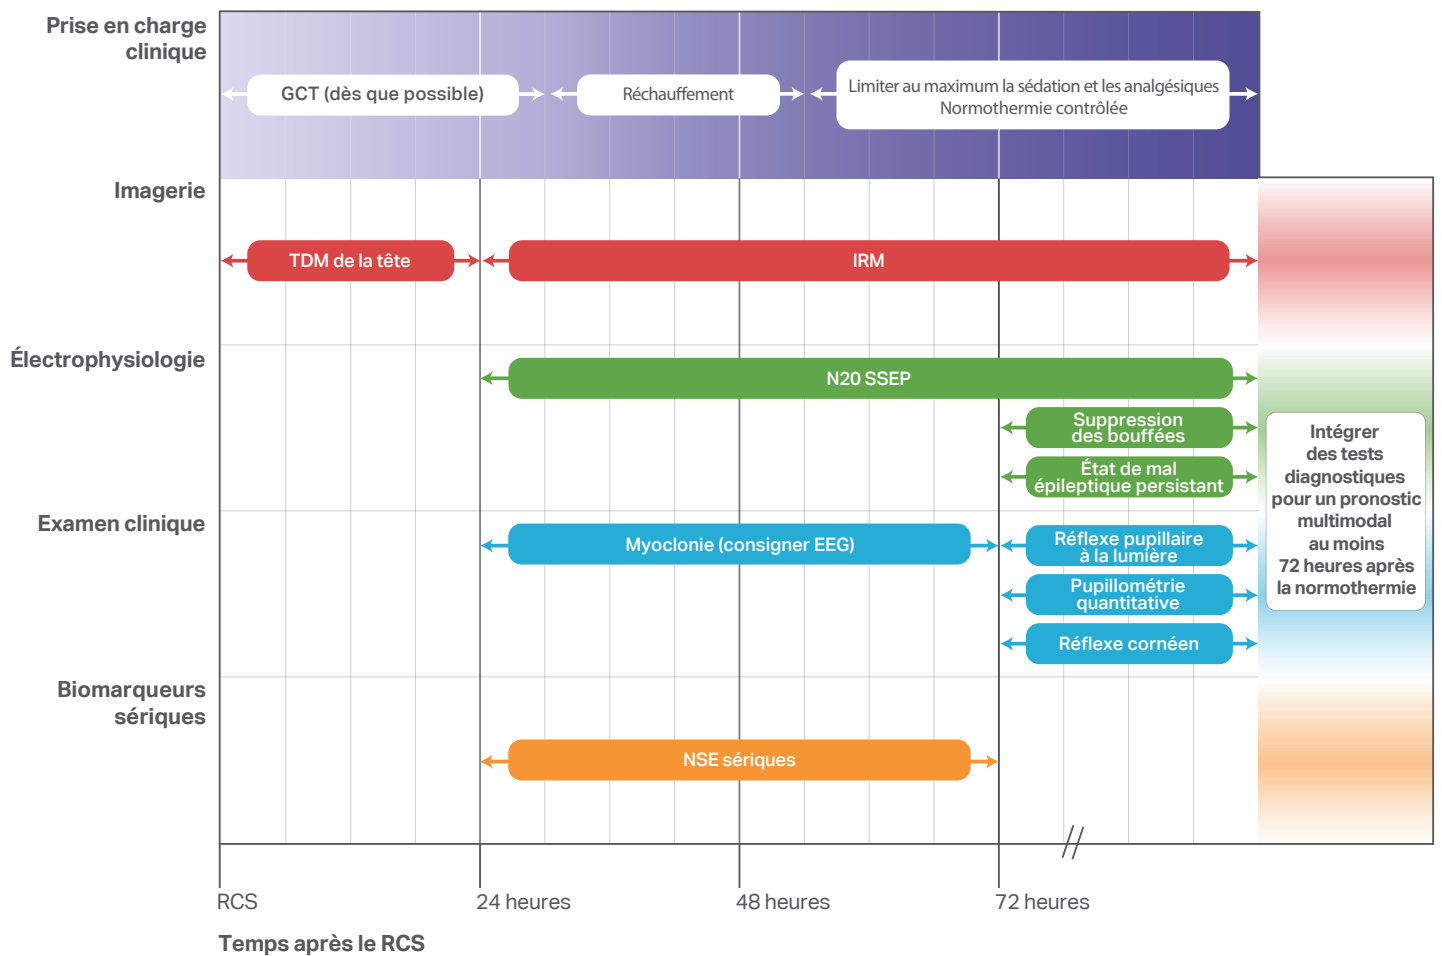 Prise en charge
clinique
GCT (dès que possible)
Réchauffement
Limiter au maximum la sédation et les analgésiques
Normothermie contrôlée
Imagerie
TDM de la tête
IRM
Électrophysiologie
N20 SSEP
Suppression
des bouffées
État de mal
épileptique persistant
Examen clinique
Myoclonie (consigner EEG)
Réflexe pupillaire
à la lumière
Pupillométrie
quantitative
Réflexe cornéen
Biomarqueurs
sériques
NSE sériques
Intégrer
des tests
diagnostiques
pour un pronostic
multimodal
au moins
72 heures après
la normothermie
RCS
24 heures
48 heures
72 heures
Temps après le RCS